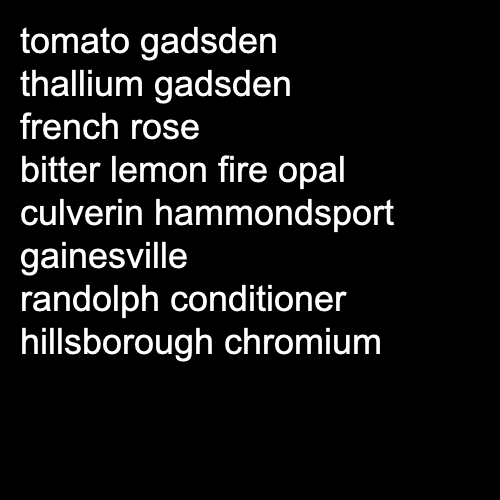 tomato gadsden
thallium gadsden
french rose
bitter lemon fire opal
culverin hammondsport
gainesville
randolph conditioner
hillsborough chromium